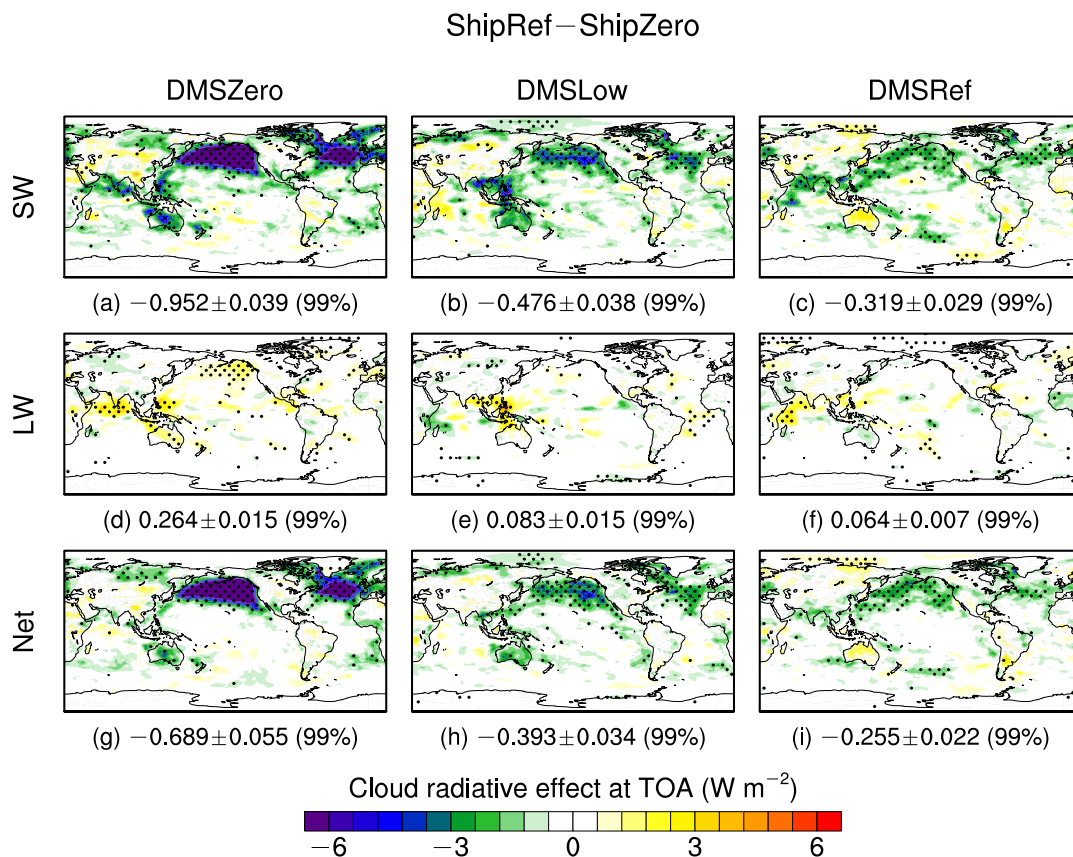 ShipRef−ShipZero
DMSZero DMSLow DMSRef
SW
(a) −0.952±0.039 (99%) (b) −0.476±0.038 (99%) (c) −0.319±0.029 (99%)
LW
(d) 0.264±0.015 (99%) (e) 0.083±0.015 (99%) (f) 0.064±0.007 (99%)
Net
(g) −0.689±0.055 (99%) (h) −0.393±0.034 (99%) (i) −0.255±0.022 (99%)
Cloud radiative effect at TOA (W m⁻²)
−6 −3 0 3 6